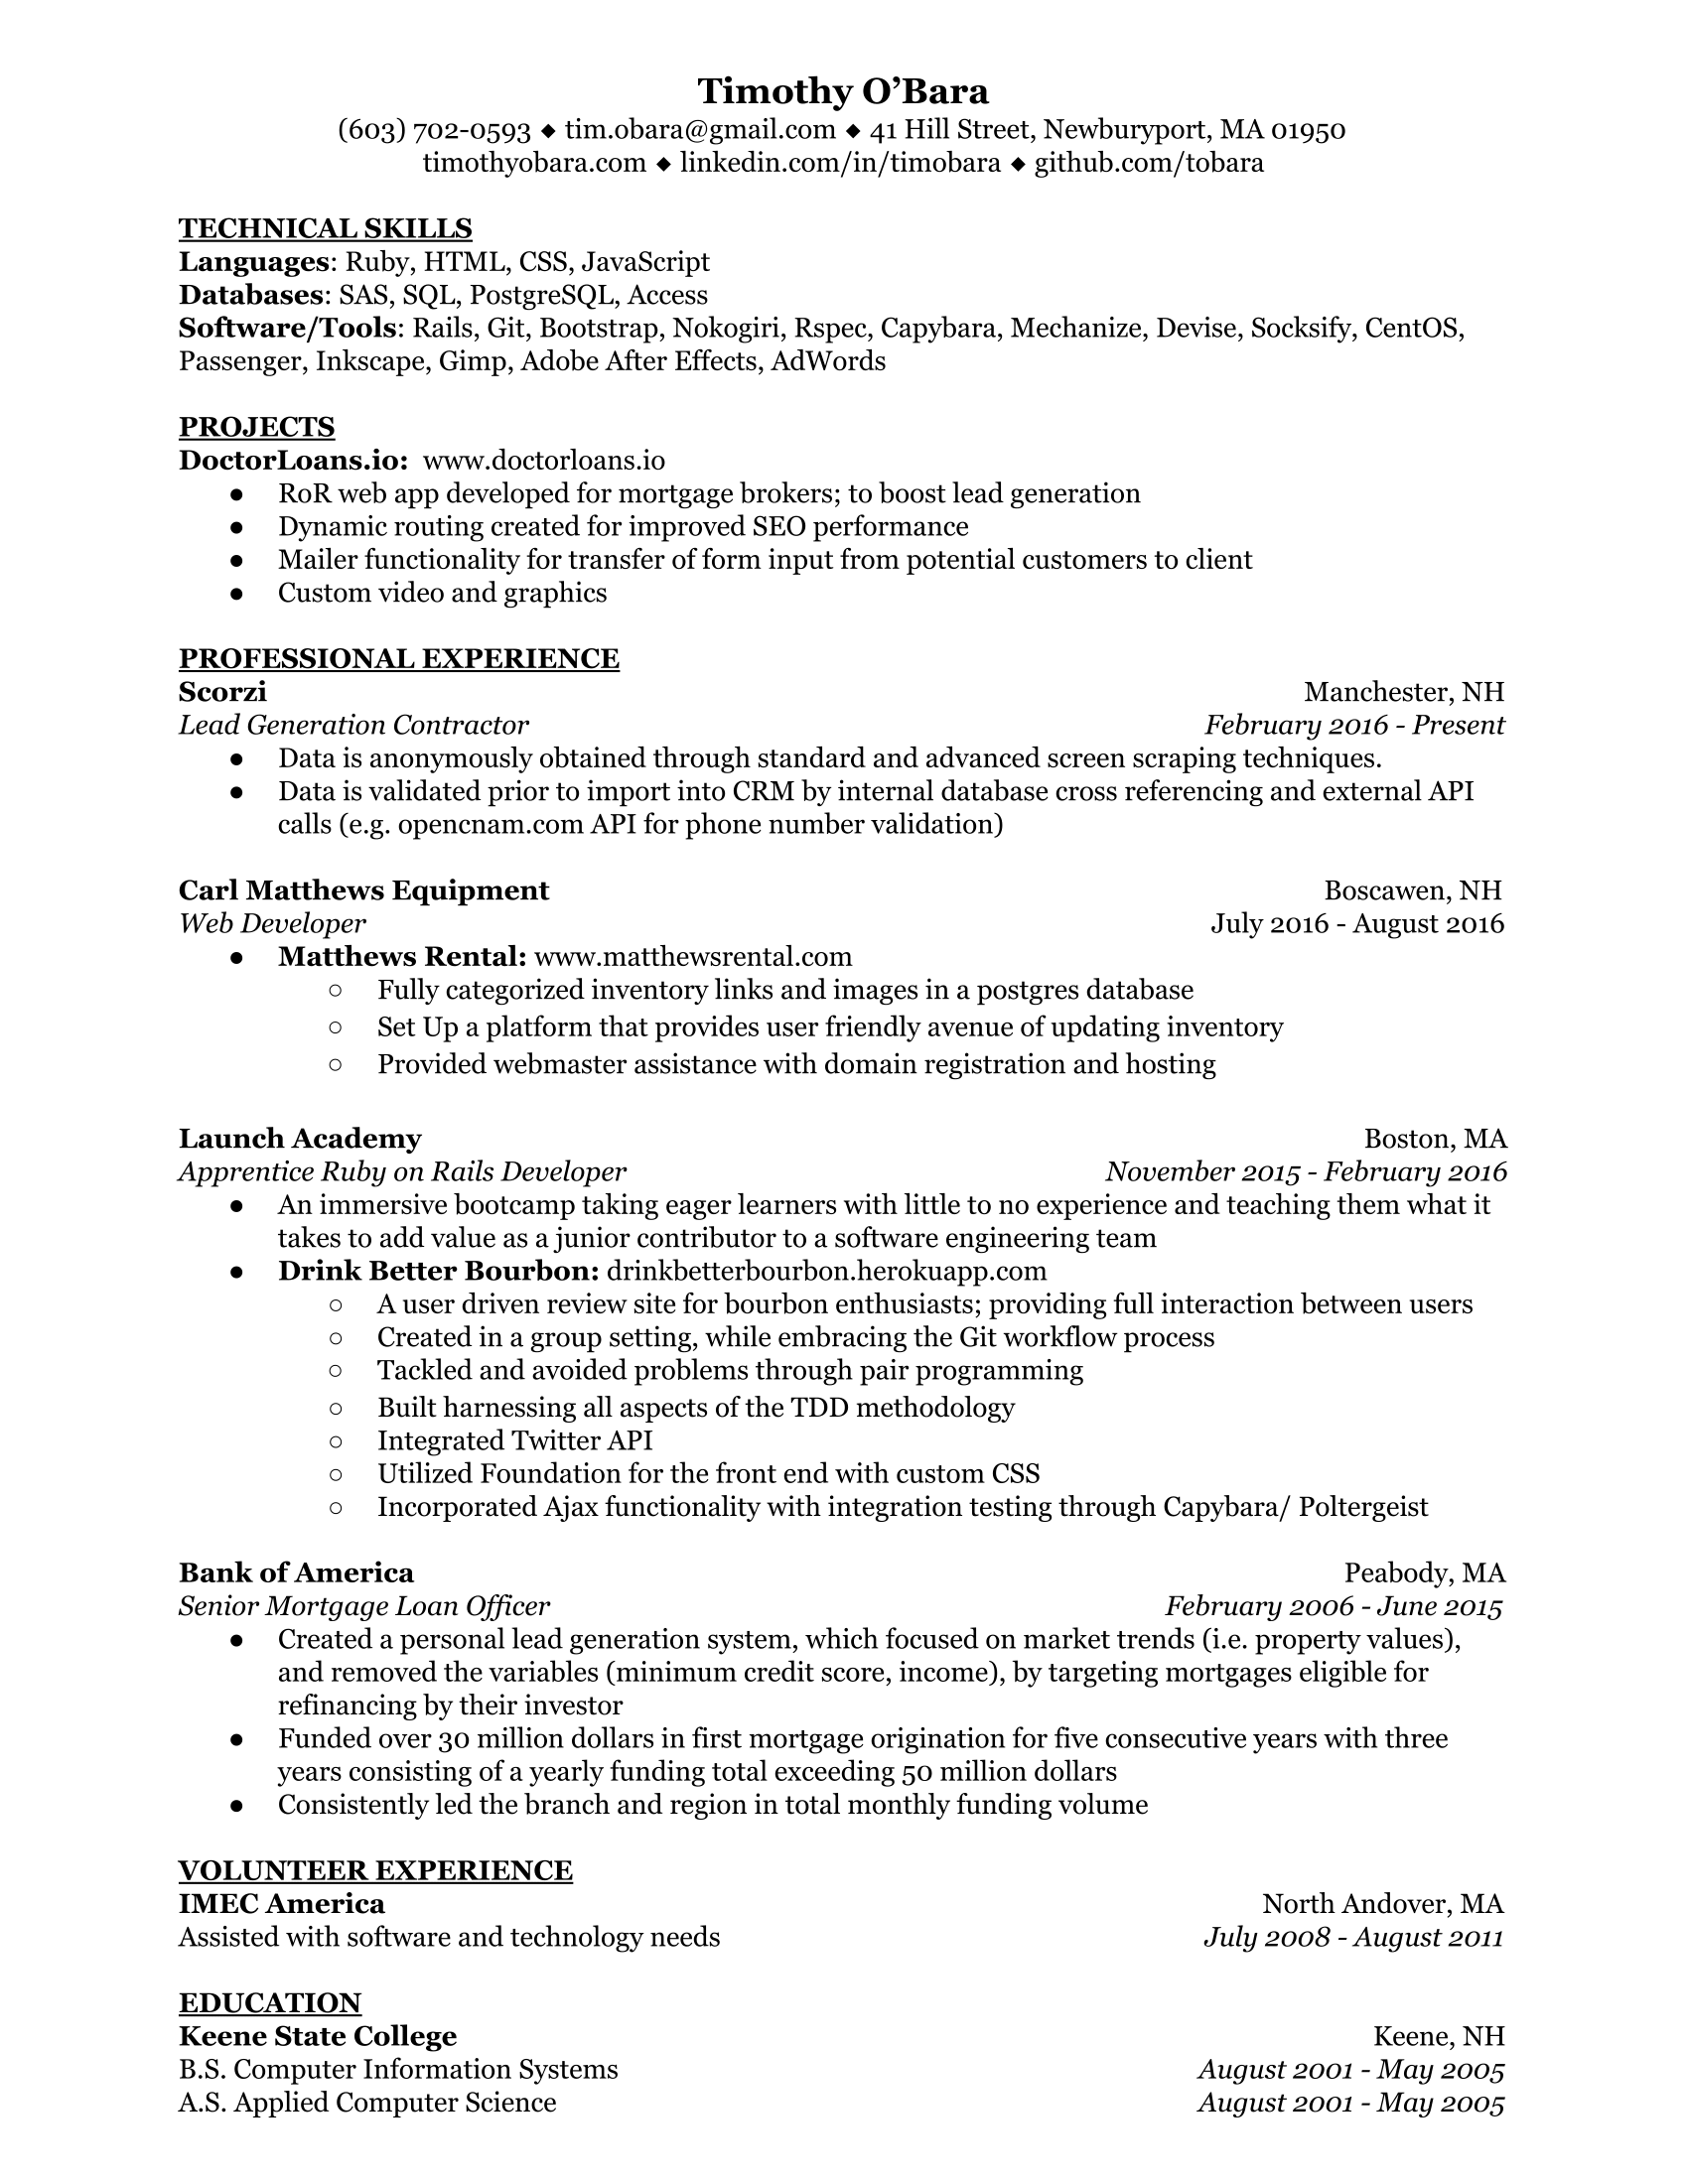 Timothy O’Bara
(603) 702-0593 ◆ tim.obara@gmail.com ◆ 41 Hill Street, Newburyport, MA 01950
timothyobara.com ◆ linkedin.com/in/timobara ◆ github.com/tobara
TECHNICAL SKILLS
Languages: Ruby, HTML, CSS, JavaScript
Databases: SAS, SQL, PostgreSQL, Access
Software/Tools: Rails, Git, Bootstrap, Nokogiri, Rspec, Capybara, Mechanize, Devise, Socksify, CentOS,
Passenger, Inkscape, Gimp, Adobe After Effects, AdWords
PROJECTS
DoctorLoans.io: www.doctorloans.io
● RoR web app developed for mortgage brokers; to boost lead generation
● Dynamic routing created for improved SEO performance
● Mailer functionality for transfer of form input from potential customers to client
● Custom video and graphics
PROFESSIONAL EXPERIENCE
Scorzi Manchester, NH
Lead Generation Contractor February 2016 - Present
● Data is anonymously obtained through standard and advanced screen scraping techniques.
● Data is validated prior to import into CRM by internal database cross referencing and external API
calls (e.g. opencnam.com API for phone number validation)
Carl Matthews Equipment Boscawen, NH
Web Developer July 2016 - August 2016
● Matthews Rental: www.matthewsrental.com
○ Fully categorized inventory links and images in a postgres database
○ Set Up a platform that provides user friendly avenue of updating inventory
○ Provided webmaster assistance with domain registration and hosting
Launch Academy Boston, MA
Apprentice Ruby on Rails Developer November 2015 - February 2016
● An immersive bootcamp taking eager learners with little to no experience and teaching them what it
takes to add value as a junior contributor to a software engineering team
● Drink Better Bourbon: drinkbetterbourbon.herokuapp.com
○ A user driven review site for bourbon enthusiasts; providing full interaction between users
○ Created in a group setting, while embracing the Git workflow process
○ Tackled and avoided problems through pair programming
○ Built harnessing all aspects of the TDD methodology
○ Integrated Twitter API
○ Utilized Foundation for the front end with custom CSS
○ Incorporated Ajax functionality with integration testing through Capybara/ Poltergeist
Bank of America Peabody, MA
Senior Mortgage Loan Officer February 2006 - June 2015
● Created a personal lead generation system, which focused on market trends (i.e. property values),
and removed the variables (minimum credit score, income), by targeting mortgages eligible for
refinancing by their investor
● Funded over 30 million dollars in first mortgage origination for five consecutive years with three
years consisting of a yearly funding total exceeding 50 million dollars
● Consistently led the branch and region in total monthly funding volume
VOLUNTEER EXPERIENCE
IMEC America North Andover, MA
Assisted with software and technology needs July 2008 - August 2011
EDUCATION
Keene State College Keene, NH
B.S. Computer Information Systems August 2001 - May 2005
A.S. Applied Computer Science August 2001 - May 2005